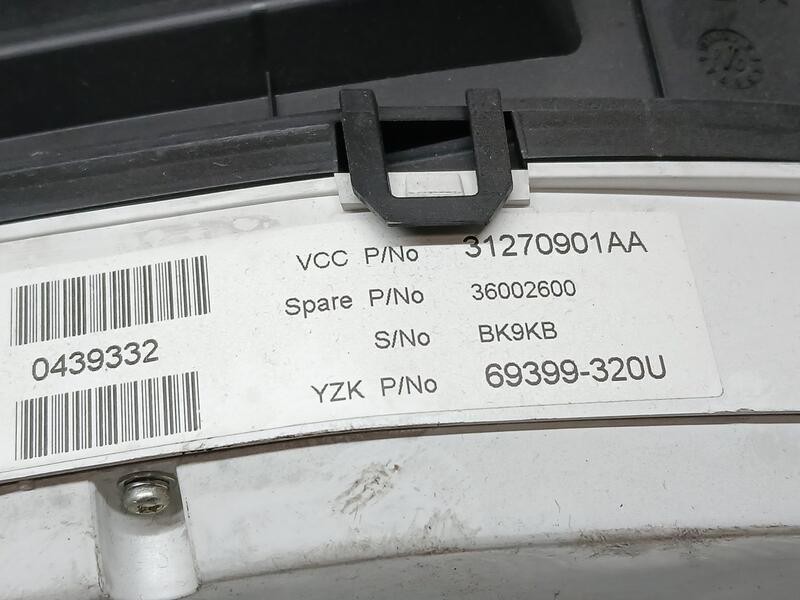 VCC P/No 31270901AA
Spare P/No 36002600
S/No BK9KB
YZK P/No 69399-320U
0439332